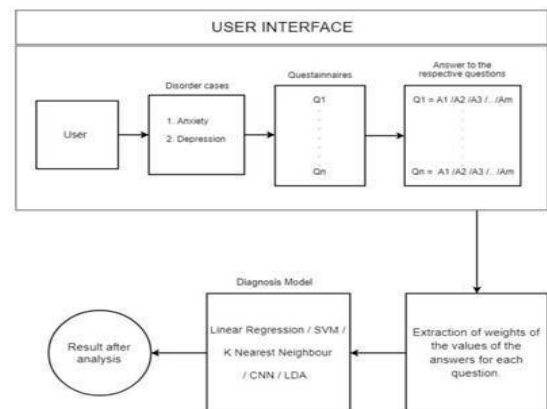 USER INTERFACE
Disorder cases
Questainnaires
Answer to the
respective questions
User
1. Anxiety
2. Depression
Q1
Qn
Q1 = A1 /A2 /A3 /.. /Am
Qn = A1 /A2 /A3 /.. /Am
Diagnosis Model
Result after
analysis
Linear Regression / SVM /
K Nearest Neighbour
/ CNN / LDA
Extraction of weights of
the values of the
answers for each
question.